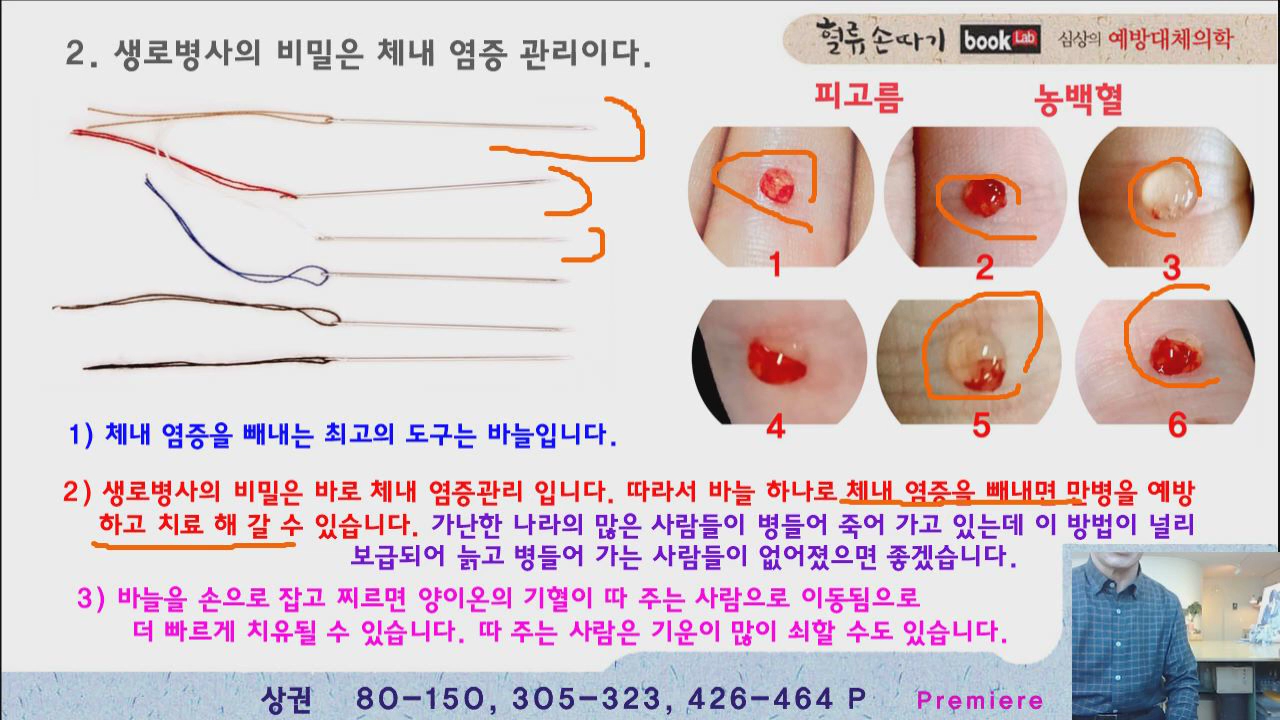 2. 생로병사의 비밀은 체내 염증 관리이다.
혈류 손따기 book Lab 심상의 예방대체의학
피고름 농백혈
1 2 3
4 5 6
1) 체내 염증을 빼내는 최고의 도구는 바늘입니다.
2) 생로병사의 비밀은 바로 체내 염증관리 입니다. 따라서 바늘 하나로 체내 염증을 빼내면 만병을 예방
하고 치료 해 갈 수 있습니다. 가난한 나라의 많은 사람들이 병들어 죽어 가고 있는데 이 방법이 널리
보급되어 늙고 병들어 가는 사람들이 없어졌으면 좋겠습니다.
3) 바늘을 손으로 잡고 찌르면 양이온의 기혈이 따 주는 사람으로 이동됨으로
더 빠르게 치유될 수 있습니다. 따 주는 사람은 기운이 많이 쇠할 수도 있습니다.
상권 80-150, 305-323, 426-464 P Premiere